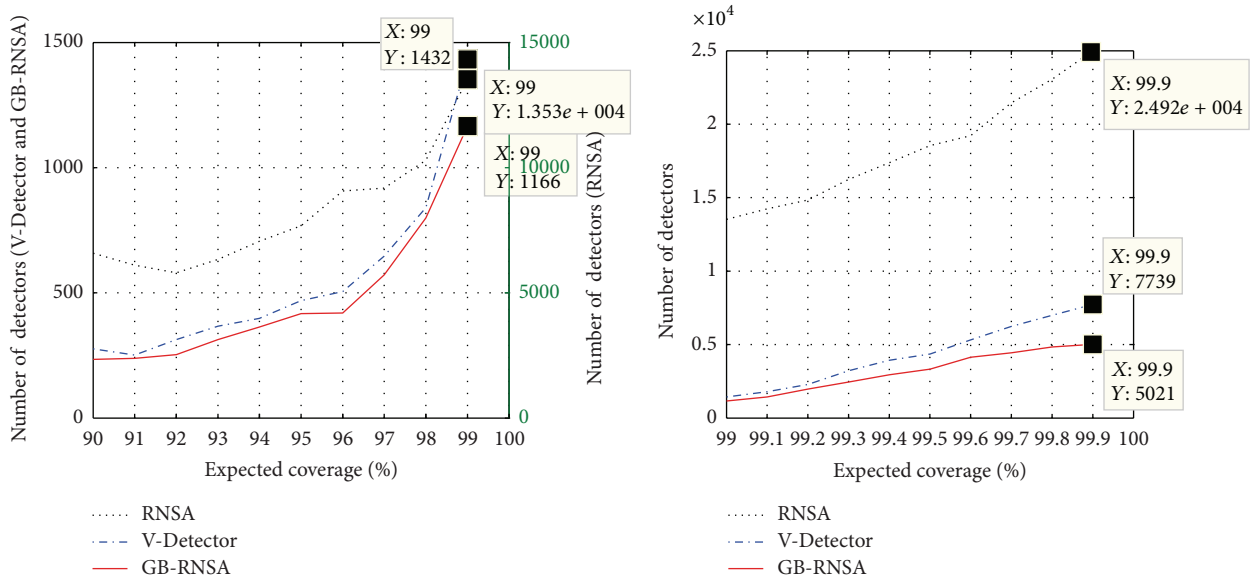 Number of detectors (V-Detector and GB-RNSA)
1500
1000
500
0
X: 99
Y: 1432
X: 99
Y: 1.353e + 004
X: 99
Y: 1166
15000
10000
5000
0
Number of detectors (RNSA)
90 91 92 93 94 95 96 97 98 99 100
Expected coverage (%)
RNSA
V-Detector
GB-RNSA
×10⁴
2.5
2
1.5
1
0.5
0
Number of detectors
X: 99.9
Y: 2.492e + 004
X: 99.9
Y: 7739
X: 99.9
Y: 5021
99 99.1 99.2 99.3 99.4 99.5 99.6 99.7 99.8 99.9 100
Expected coverage (%)
RNSA
V-Detector
GB-RNSA